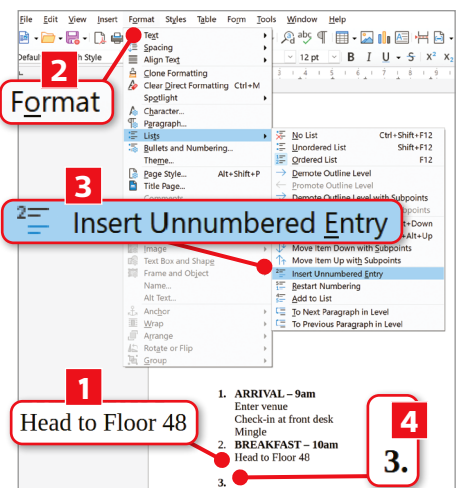 File Edit View Insert Format Styles Table Form Tools Window Help
12 pt B I U S X² X₂
Text
Spacing
Align Text
Clone Formatting
Clear Direct Formatting Ctrl+M
Spotlight
Character...
Paragraph...
Lists
Bullets and Numbering...
Theme...
Page Style... Alt+Shift+P
Title Page...
Comments
Image
Text Box and Shape
Frame and Object
Name...
Alt Text...
Anchor
Wrap
Arrange
Rotate or Flip
Group
No List Ctrl+Shift+F12
Unordered List Shift+F12
Ordered List F12
Demote Outline Level
Promote Outline Level
Demote Outline Level with Subpoints
Move Item Down with Subpoints
Move Item Up with Subpoints
Insert Unnumbered Entry
Restart Numbering
Add to List
To Next Paragraph in Level
To Previous Paragraph in Level
2
Format
3
Insert Unnumbered Entry
1
Head to Floor 48
1. ARRIVAL – 9am
Enter venue
Check-in at front desk
Mingle
2. BREAKFAST – 10am
Head to Floor 48
3.
4
3.